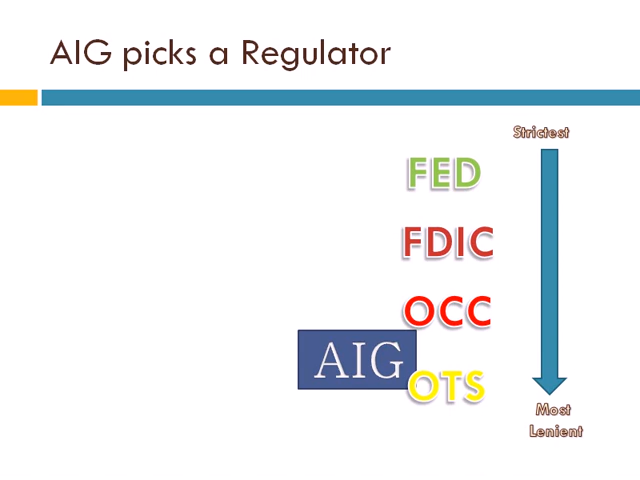 AIG picks a Regulator
Strictest
FED
FDIC
OCC
AIG
OTS
Most
Lenient